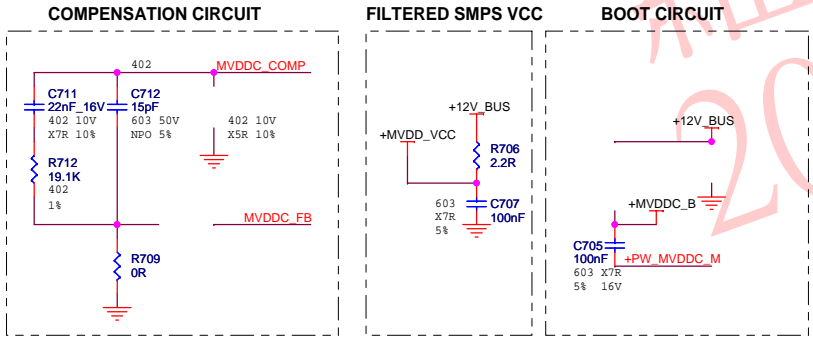 COMPENSATION CIRCUIT
FILTERED SMPS VCC
BOOT CIRCUIT
402
MVDDC_COMP
C711
22nF_16V
402 10V
X7R 10%
C712
15pF
603 50V
NPO 5%
402 10V
X5R 10%
R712
19.1K
402
1%
MVDDC_FB
R709
0R
+12V_BUS
+MVDD_VCC
R706
2.2R
603
X7R
5%
C707
100nF
+12V_BUS
+MVDDC_B
C705
100nF
+PW_MVDDC_M
603 X7R
5% 16V
20